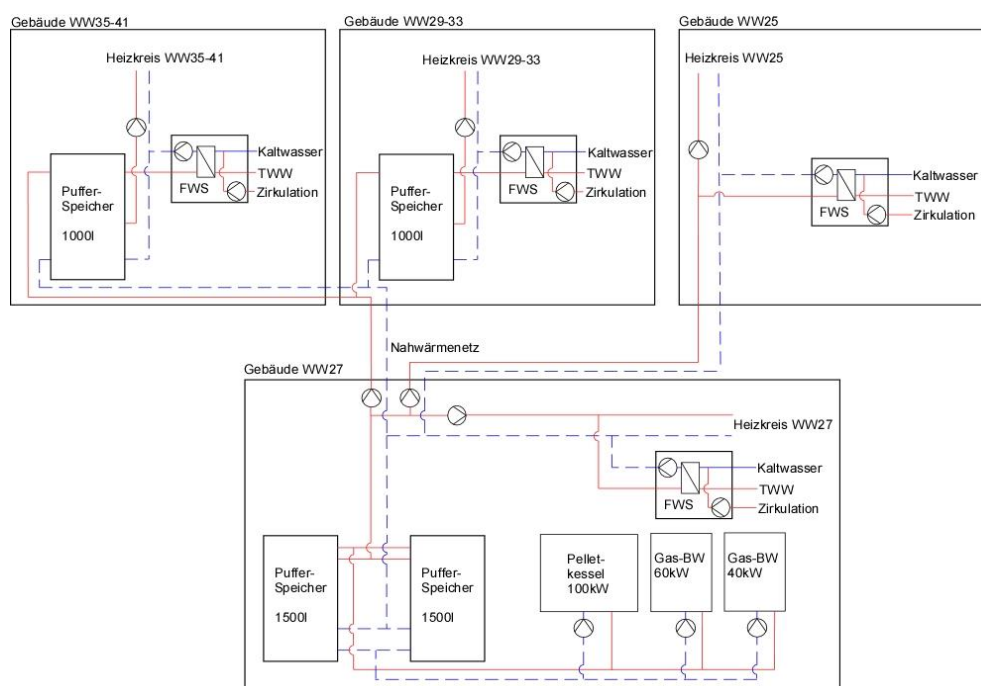 Gebäude WW35-41
Heizkreis WW35-41
Puffer-
Speicher
1000l
FWS
Kaltwasser
TWW
Zirkulation
Gebäude WW29-33
Heizkreis WW29-33
Puffer-
Speicher
1000l
FWS
Kaltwasser
TWW
Zirkulation
Gebäude WW25
Heizkreis WW25
FWS
Kaltwasser
TWW
Zirkulation
Nahwärmenetz
Gebäude WW27
Heizkreis WW27
FWS
Kaltwasser
TWW
Zirkulation
Puffer-
Speicher
1500l
Puffer-
Speicher
1500l
Pellet-
kessel
100kW
Gas-BW
60kW
Gas-BW
40kW